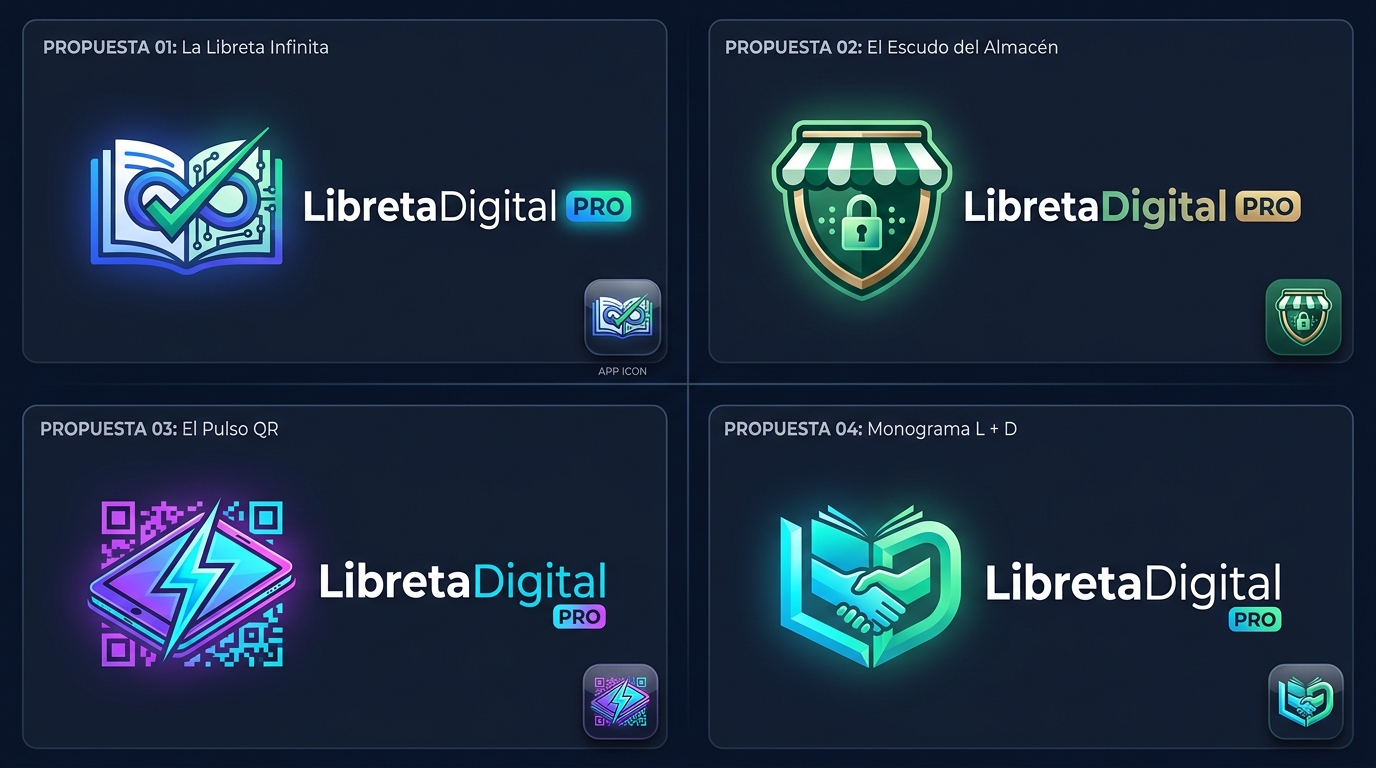 PROPUESTA 01: La Libreta Infinita
LibretaDigital PRO
APP ICON
PROPUESTA 02: El Escudo del Almacén
LibretaDigital PRO
PROPUESTA 03: El Pulso QR
LibretaDigital
PRO
PROPUESTA 04: Monograma L + D
LibretaDigital
PRO